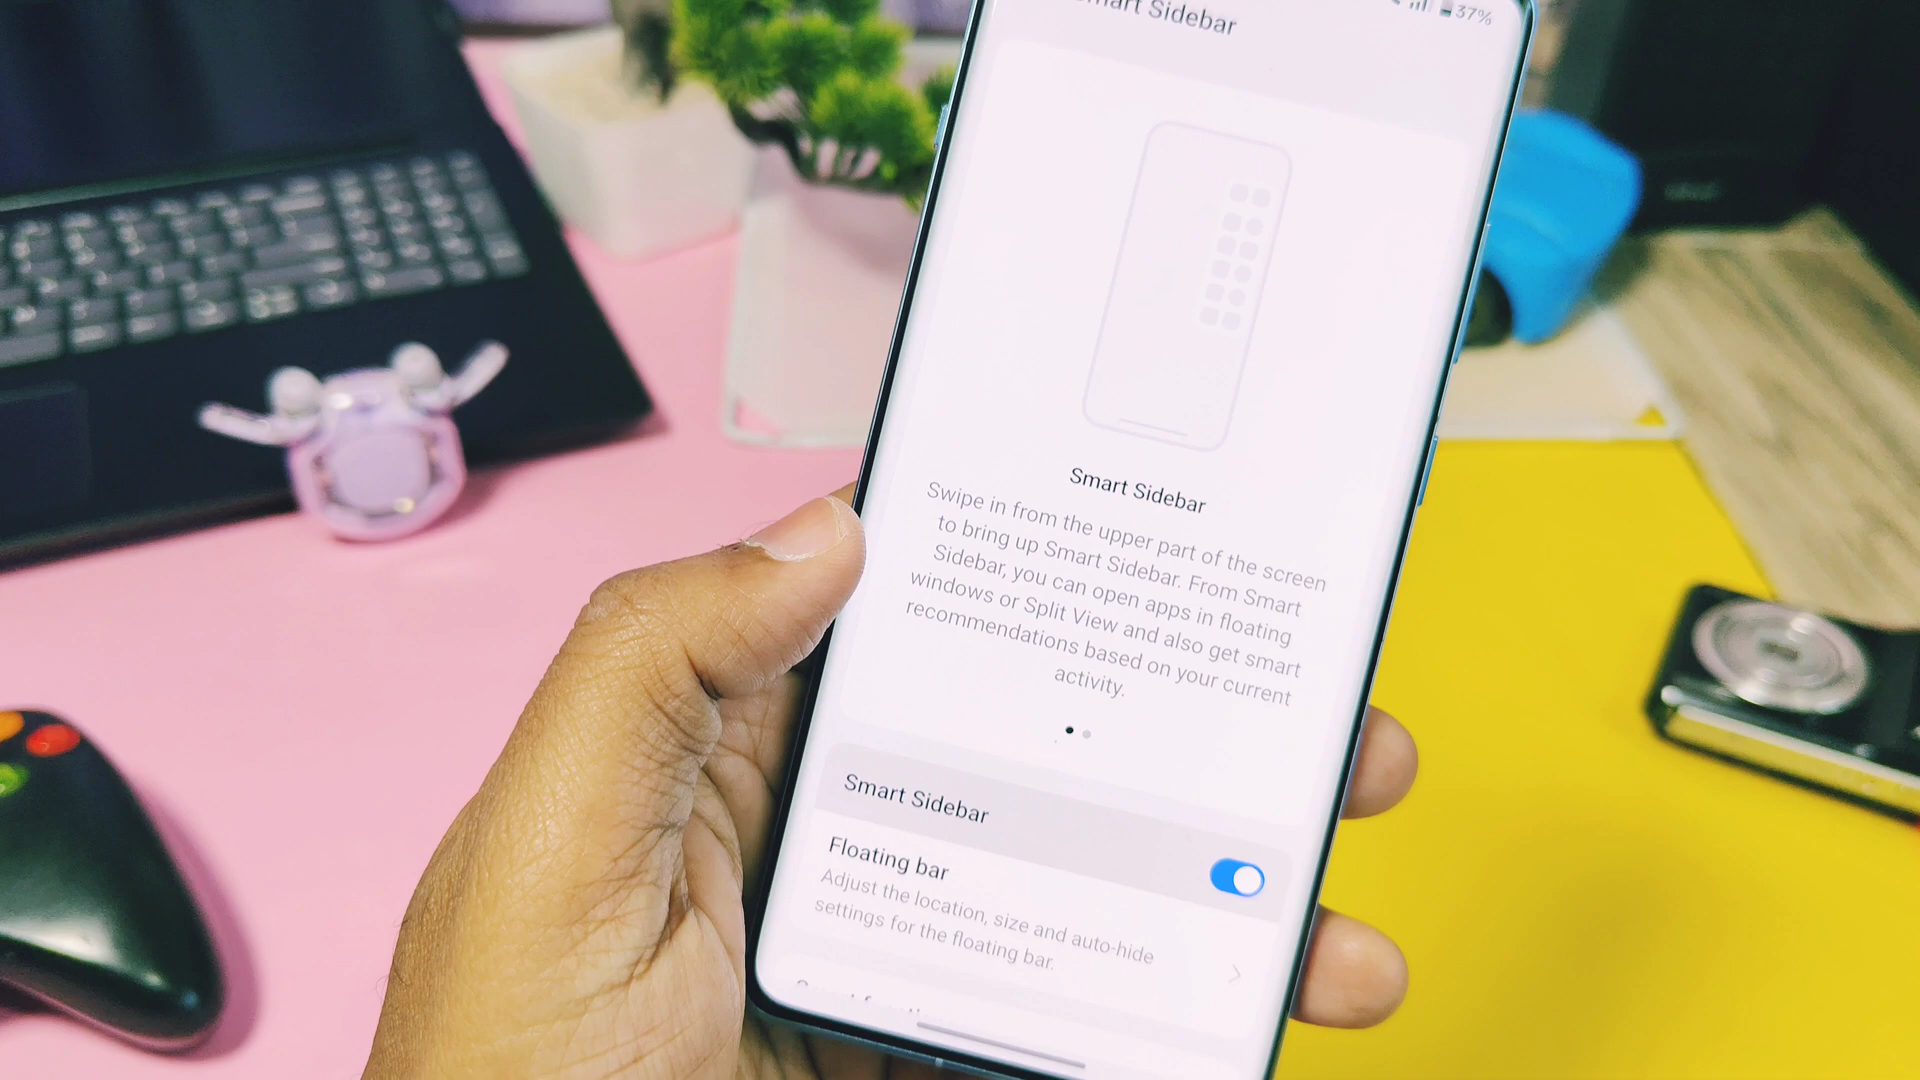 Smart Sidebar
37%
Smart Sidebar
Swipe in from the upper part of the screen
to bring up Smart Sidebar. From Smart
Sidebar, you can open apps in floating
windows or Split View and also get smart
recommendations based on your current
activity.
Smart Sidebar
Floating bar
Adjust the location, size and auto-hide
settings for the floating bar.